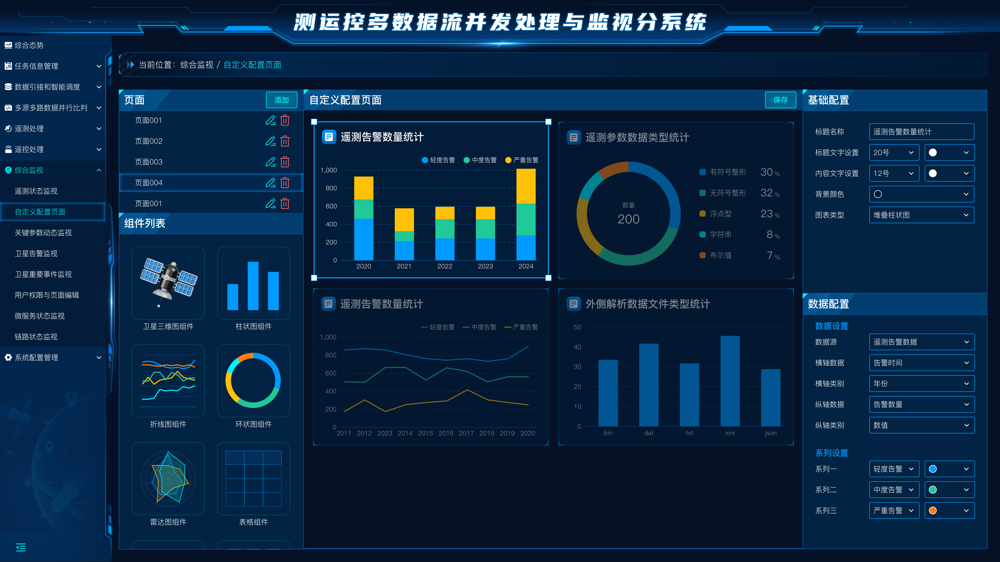 测运控多数据流并发处理与监视分系统
综合态势
任务信息管理
数据引接和智能调度
多源多路数据并行比判
遥测处理
遥控处理
综合监视
遥测状态监视
自定义配置页面
关键参数动态监视
卫星告警监视
卫星重要事件监视
用户权限与页面编辑
微服务状态监视
链路状态监视
系统配置管理
当前位置：综合监视 / 自定义配置页面
页面
添加
页面001
页面002
页面003
页面004
页面001
组件列表
卫星三维图组件
柱状图组件
折线图组件
环状图组件
雷达图组件
表格组件
自定义配置页面
保存
遥测告警数量统计
轻度告警 中度告警 严重告警
1,000
800
600
400
200
0
2020 2021 2022 2023 2024
遥测参数数据类型统计
数量
200
有符号整形 30 %
无符号整形 32 %
浮点型 23 %
字符串 8 %
布尔值 7 %
遥测告警数量统计
轻度告警 中度告警 严重告警
1,000
800
600
400
200
0
2011 2012 2023 2014 2015 2016 2017 2018 2019 2020
外侧解析数据文件类型统计
50
40
30
20
10
0
bin dat txt xml json
基础配置
标题名称 遥测告警数量统计
标题文字设置 20号
内容文字设置 12号
背景颜色
图表类型 堆叠柱状图
数据配置
数据设置
数据源 遥测告警数据
横轴数据 告警时间
横轴类别 年份
纵轴数据 告警数量
纵轴类别 数值
系列设置
系列一 轻度告警
系列二 中度告警
系列三 严重告警